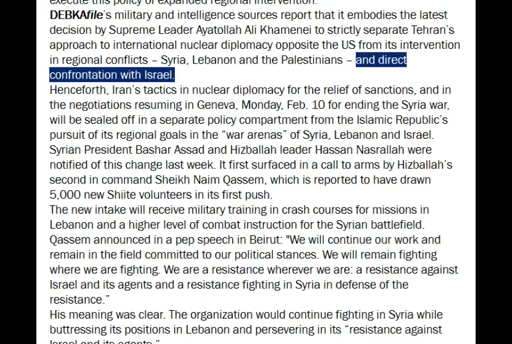 execute this policy of expanded regional intervention.
DEBKAfile's military and intelligence sources report that it embodies the latest
decision by Supreme Leader Ayatollah Ali Khamenei to strictly separate Tehran's
approach to international nuclear diplomacy opposite the US from its intervention
in regional conflicts – Syria, Lebanon and the Palestinians – and direct
confrontation with Israel.
Henceforth, Iran's tactics in nuclear diplomacy for the relief of sanctions, and in
the negotiations resuming in Geneva, Monday, Feb. 10 for ending the Syria war,
will be sealed off in a separate policy compartment from the Islamic Republic's
pursuit of its regional goals in the “war arenas” of Syria, Lebanon and Israel.
Syrian President Bashar Assad and Hizballah leader Hassan Nasrallah were
notified of this change last week. It first surfaced in a call to arms by Hizballah's
second in command Sheikh Naim Qassem, which is reported to have drawn
5,000 new Shiite volunteers in its first push.
The new intake will receive military training in crash courses for missions in
Lebanon and a higher level of combat instruction for the Syrian battlefield.
Qassem announced in a pep speech in Beirut: "We will continue our work and
remain in the field committed to our political stances. We will remain fighting
where we are fighting. We are a resistance wherever we are: a resistance against
Israel and its agents and a resistance fighting in Syria in defense of the
resistance.”
His meaning was clear. The organization would continue fighting in Syria while
buttressing its positions in Lebanon and persevering in its “resistance against
Israel and its agents.”